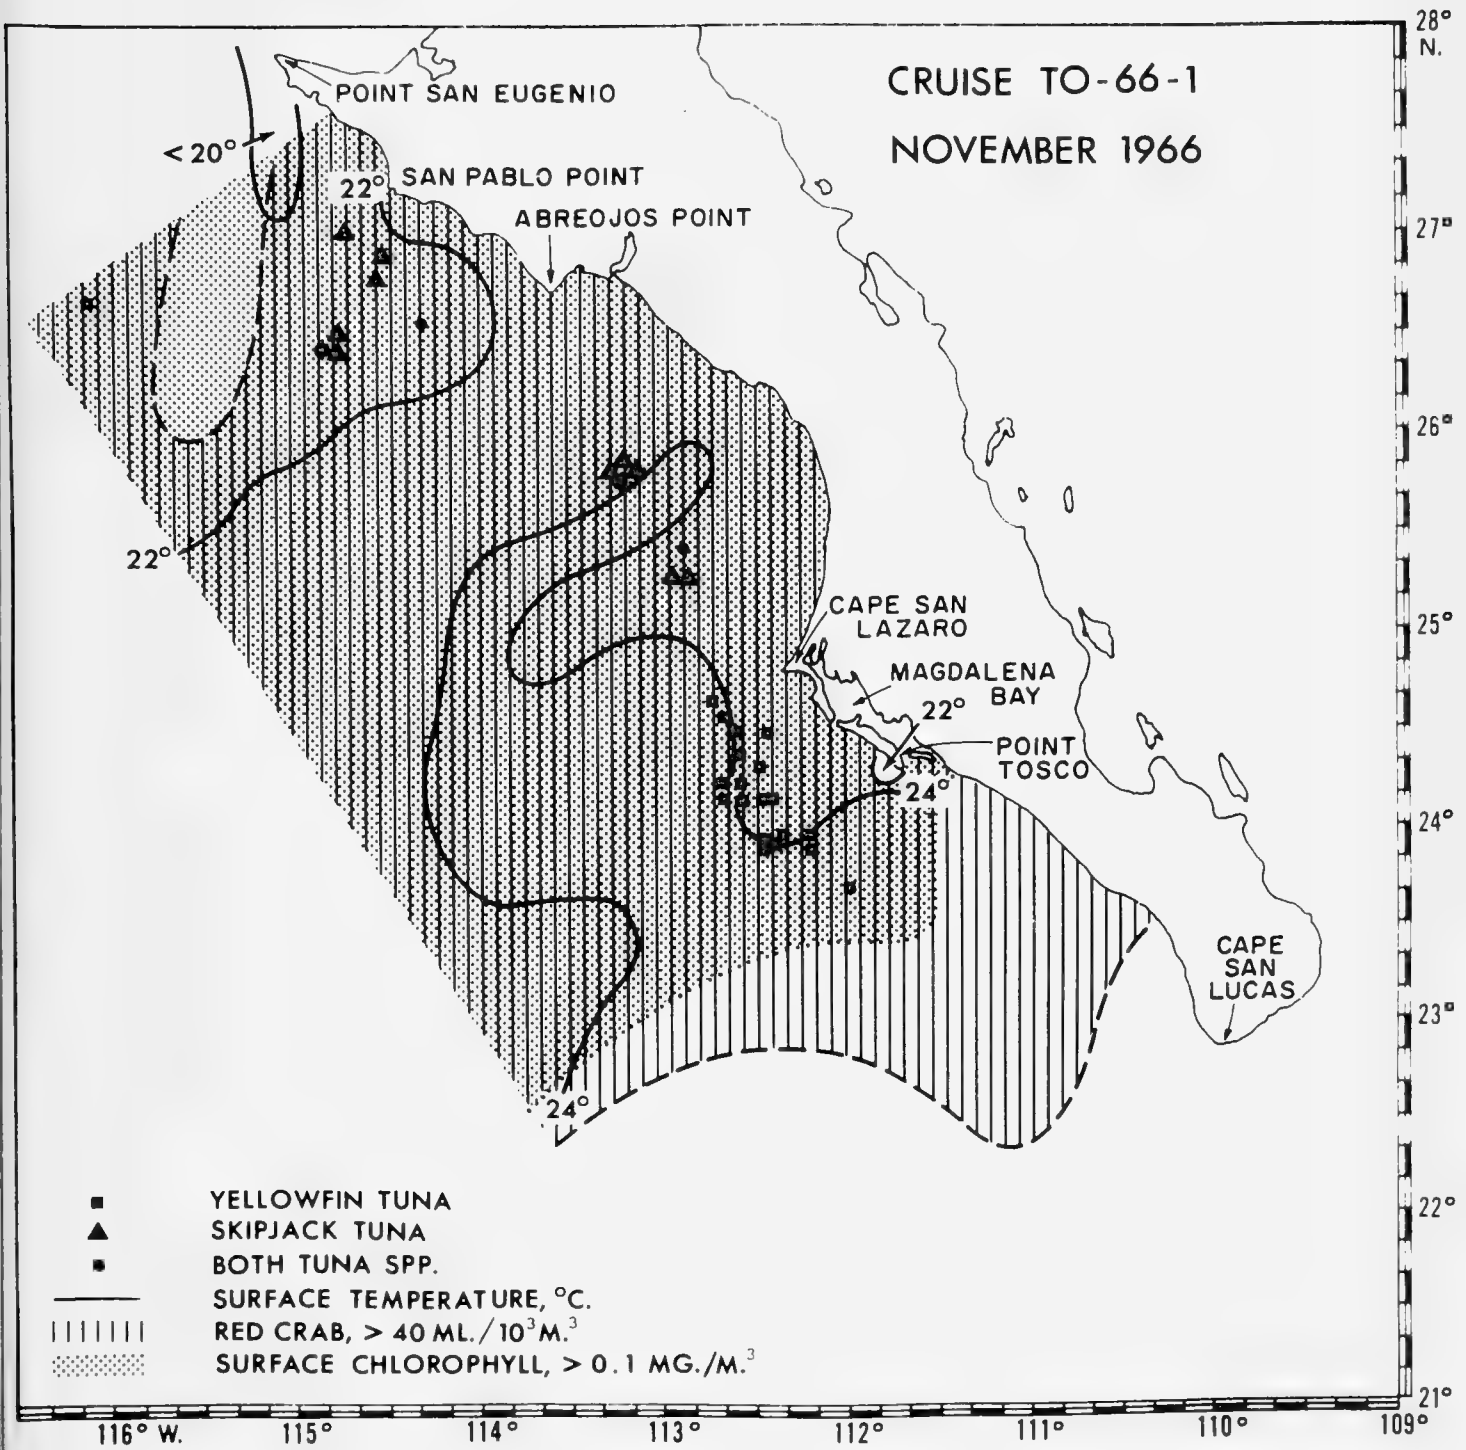 28°
N.
CRUISE TO-66-1
NOVEMBER 1966
POINT SAN EUGENIO
<20°
22°
SAN PABLO POINT
ABREOJOS POINT
27°
26°
22°
CAPE SAN
LAZARO
25°
MAGDALENA
BAY
22°
POINT
TOSCO
24°
24°
CAPE
SAN
LUCAS
23°
24°
YELLOWFIN TUNA
SKIPJACK TUNA
BOTH TUNA SPP.
SURFACE TEMPERATURE, °C.
RED CRAB, > 40 ML./10³M.³
SURFACE CHLOROPHYLL, > 0.1 MG./M.³
22°
21°
116° W. 115° 114° 113° 112° 111° 110° 109°